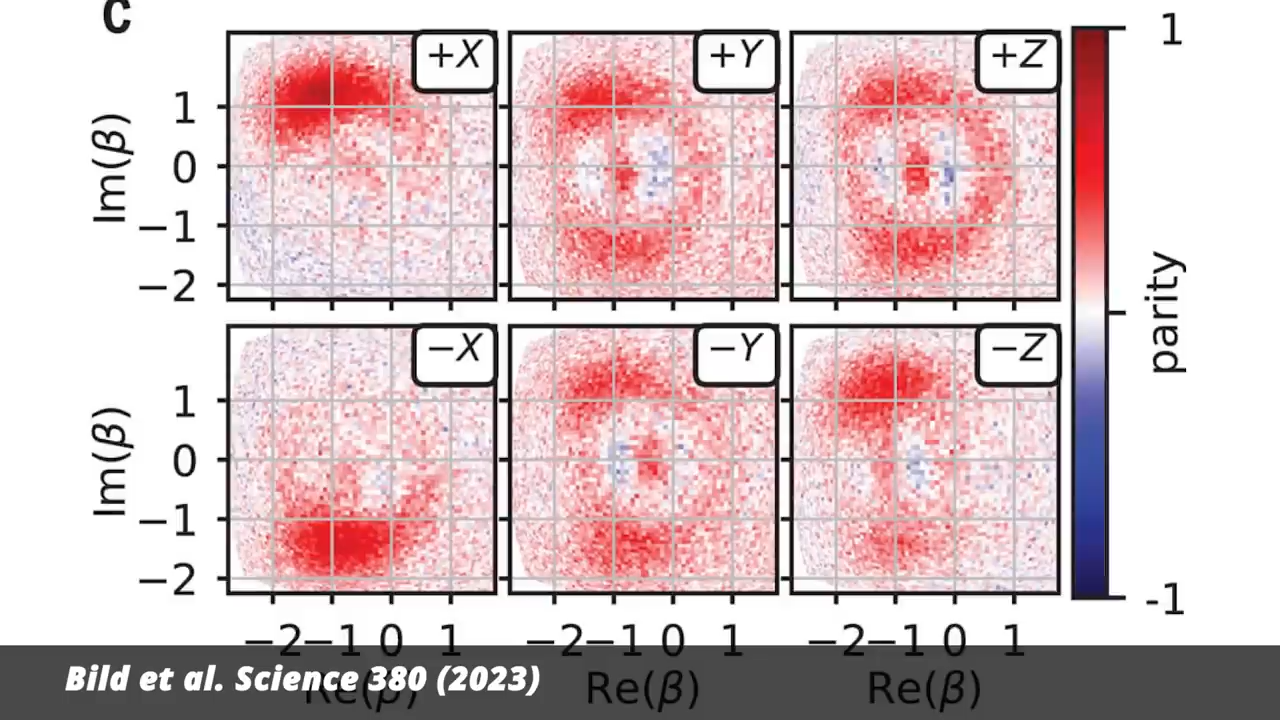 C
+X
+Y
+Z
1
Im(β)
1
0
−1
−2
parity
−X
−Y
−Z
Im(β)
1
0
−1
−2
-1
−2 −1 0 1
−2 −1 0 1
−2 −1 0 1
Re(β)
Re(β)
Re(β)
Bild et al. Science 380 (2023)